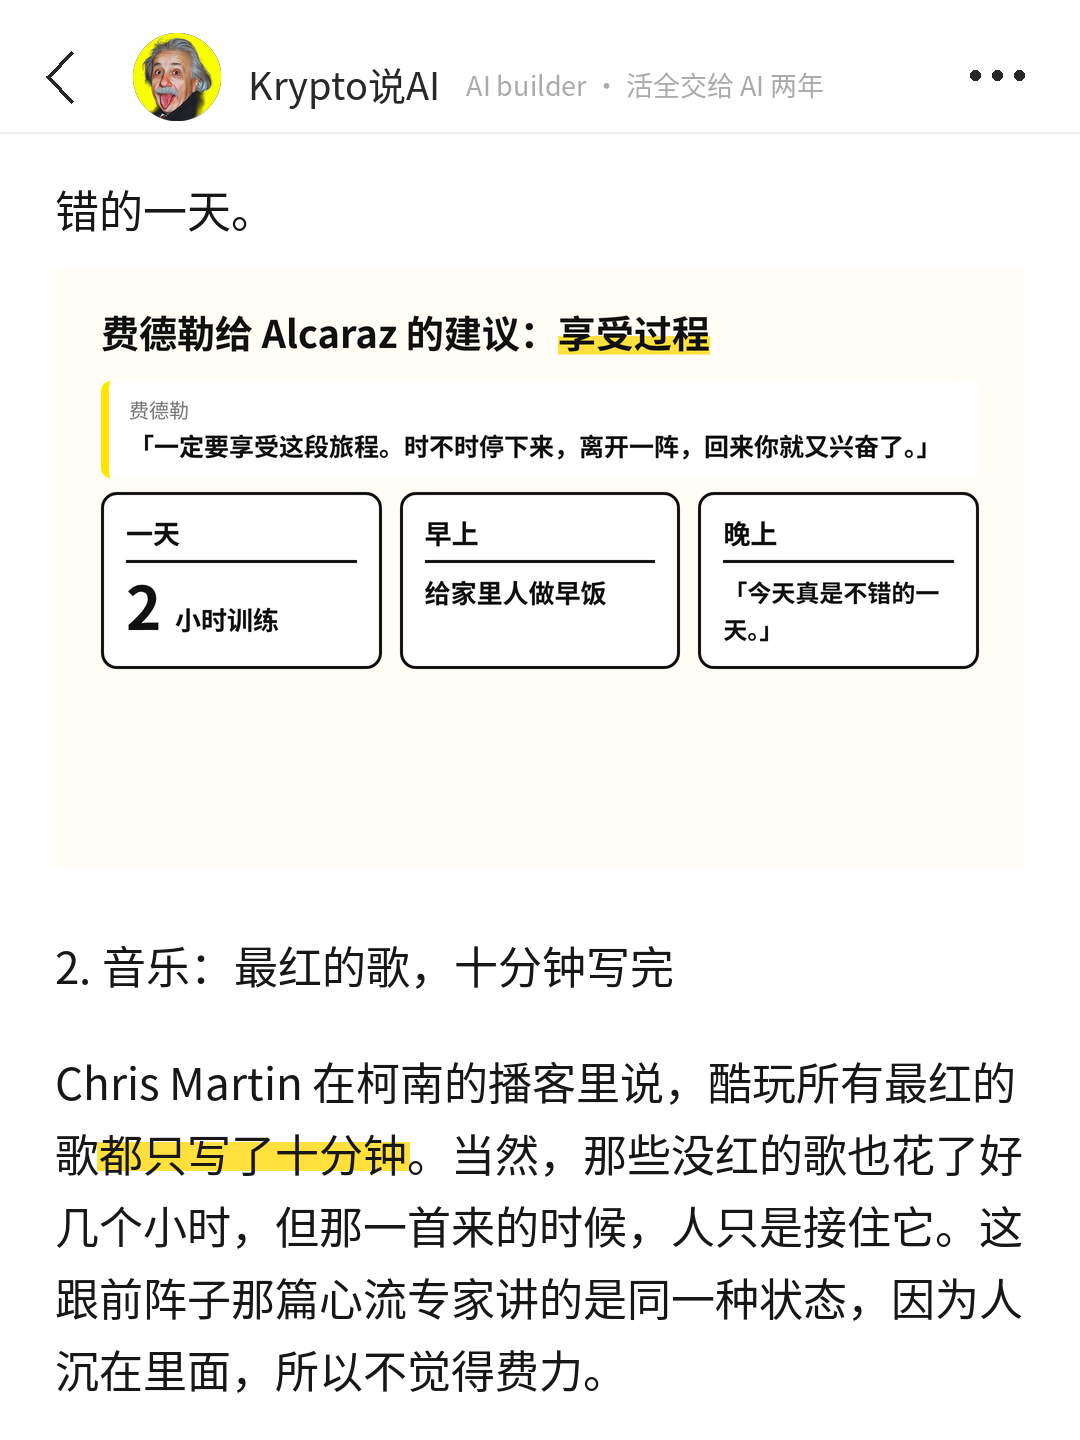 Krypto说AI AI builder · 活全交给 AI 两年
错的一天。
费德勒给 Alcaraz 的建议：享受过程
费德勒
「一定要享受这段旅程。时不时停下来，离开一阵，回来你就又兴奋了。」
一天
2 小时训练
早上
给家里人做早饭
晚上
「今天真是不错的一
天。」
2. 音乐：最红的歌，十分钟写完
Chris Martin 在柯南的播客里说，酷玩所有最红的
歌都只写了十分钟。当然，那些没红的歌也花了好
几个小时，但那一首来的时候，人只是接住它。这
跟前阵子那篇心流专家讲的是同一种状态，因为人
沉在里面，所以不觉得费力。